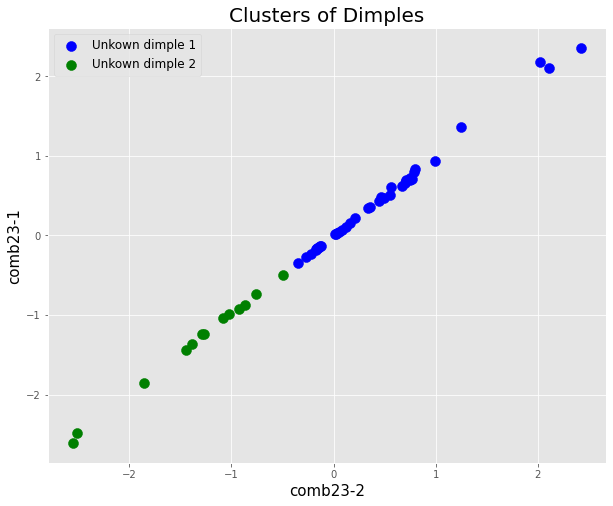 Clusters of Dimples
Unkown dimple 1
Unkown dimple 2
comb23-1
2
1
0
−1
−2
−2
−1
0
1
2
comb23-2